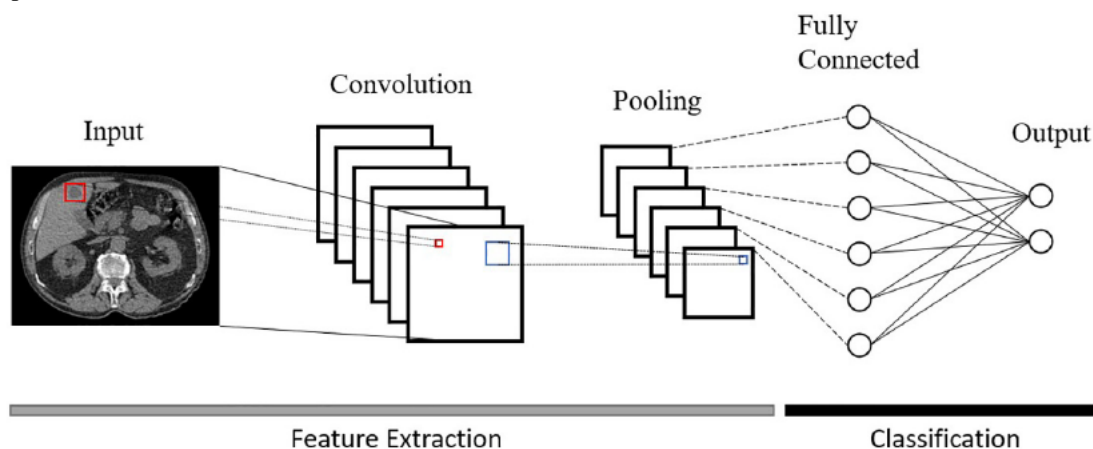 Input
Convolution
Pooling
Fully
Connected
Output
Feature Extraction
Classification